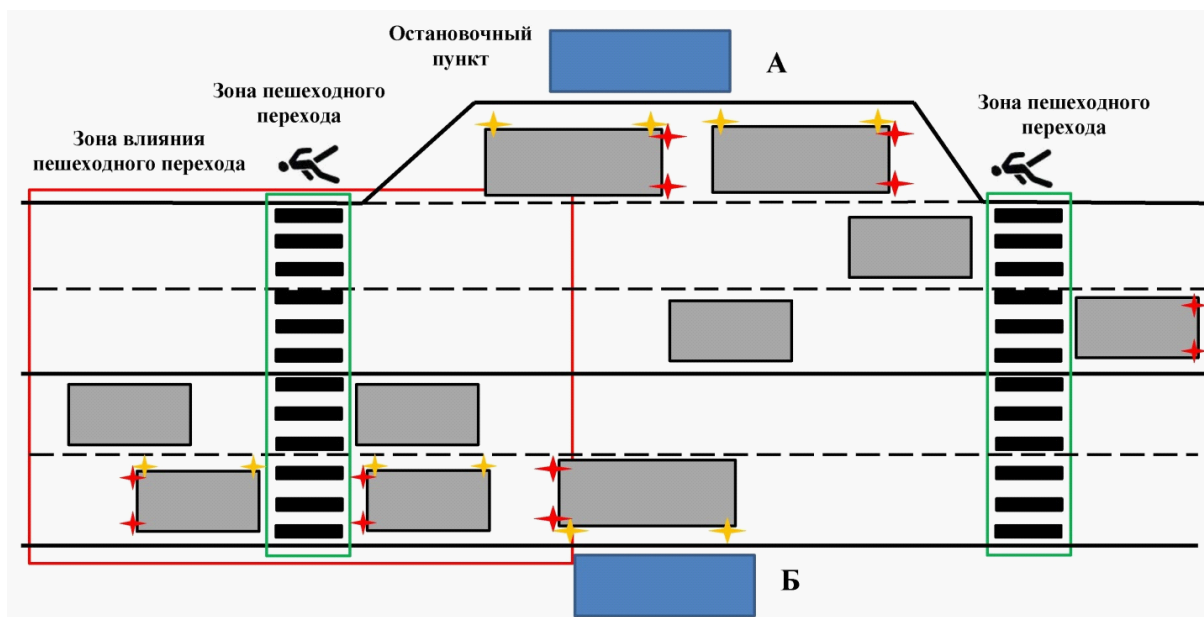 Остановочный
пункт
А
Зона пешеходного
перехода
Зона пешеходного
перехода
Зона влияния
пешеходного перехода
Б